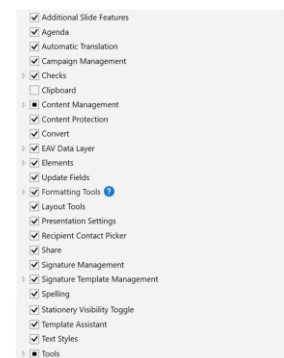 Additional Slide Features
Agenda
Automatic Translation
Campaign Management
Checks
Clipboard
Content Management
Content Protection
Convert
EAV Data Layer
Elements
Update Fields
Formatting Tools ?
Layout Tools
Presentation Settings
Recipient Contact Picker
Share
Signature Management
Signature Template Management
Spelling
Stationery Visibility Toggle
Template Assistant
Text Styles
Tools